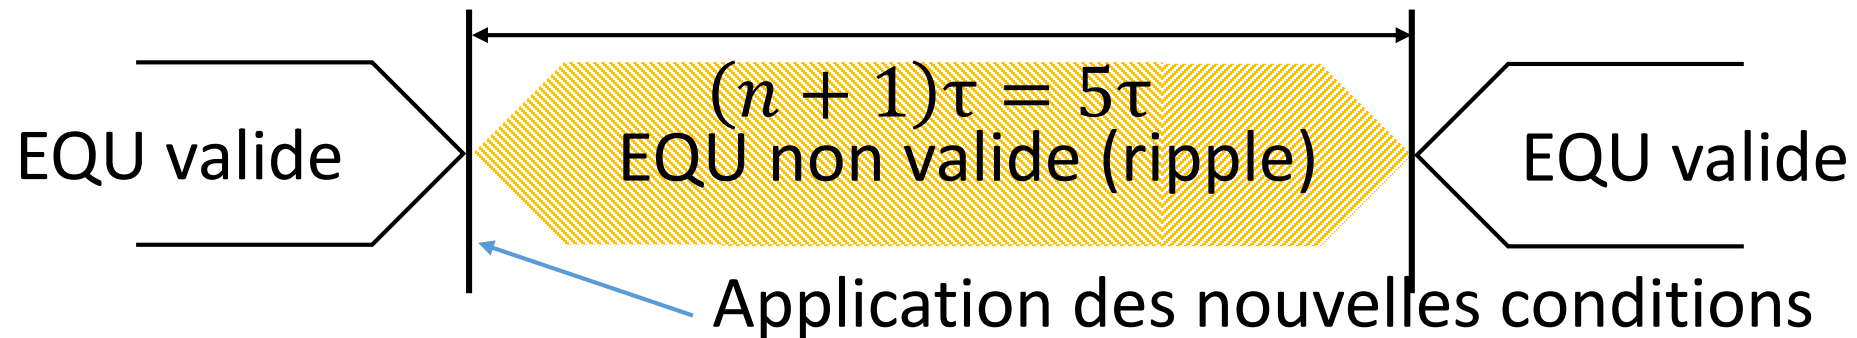 (n + 1)τ = 5τ
EQU valide
EQU non valide (ripple)
EQU valide
Application des nouvelles conditions